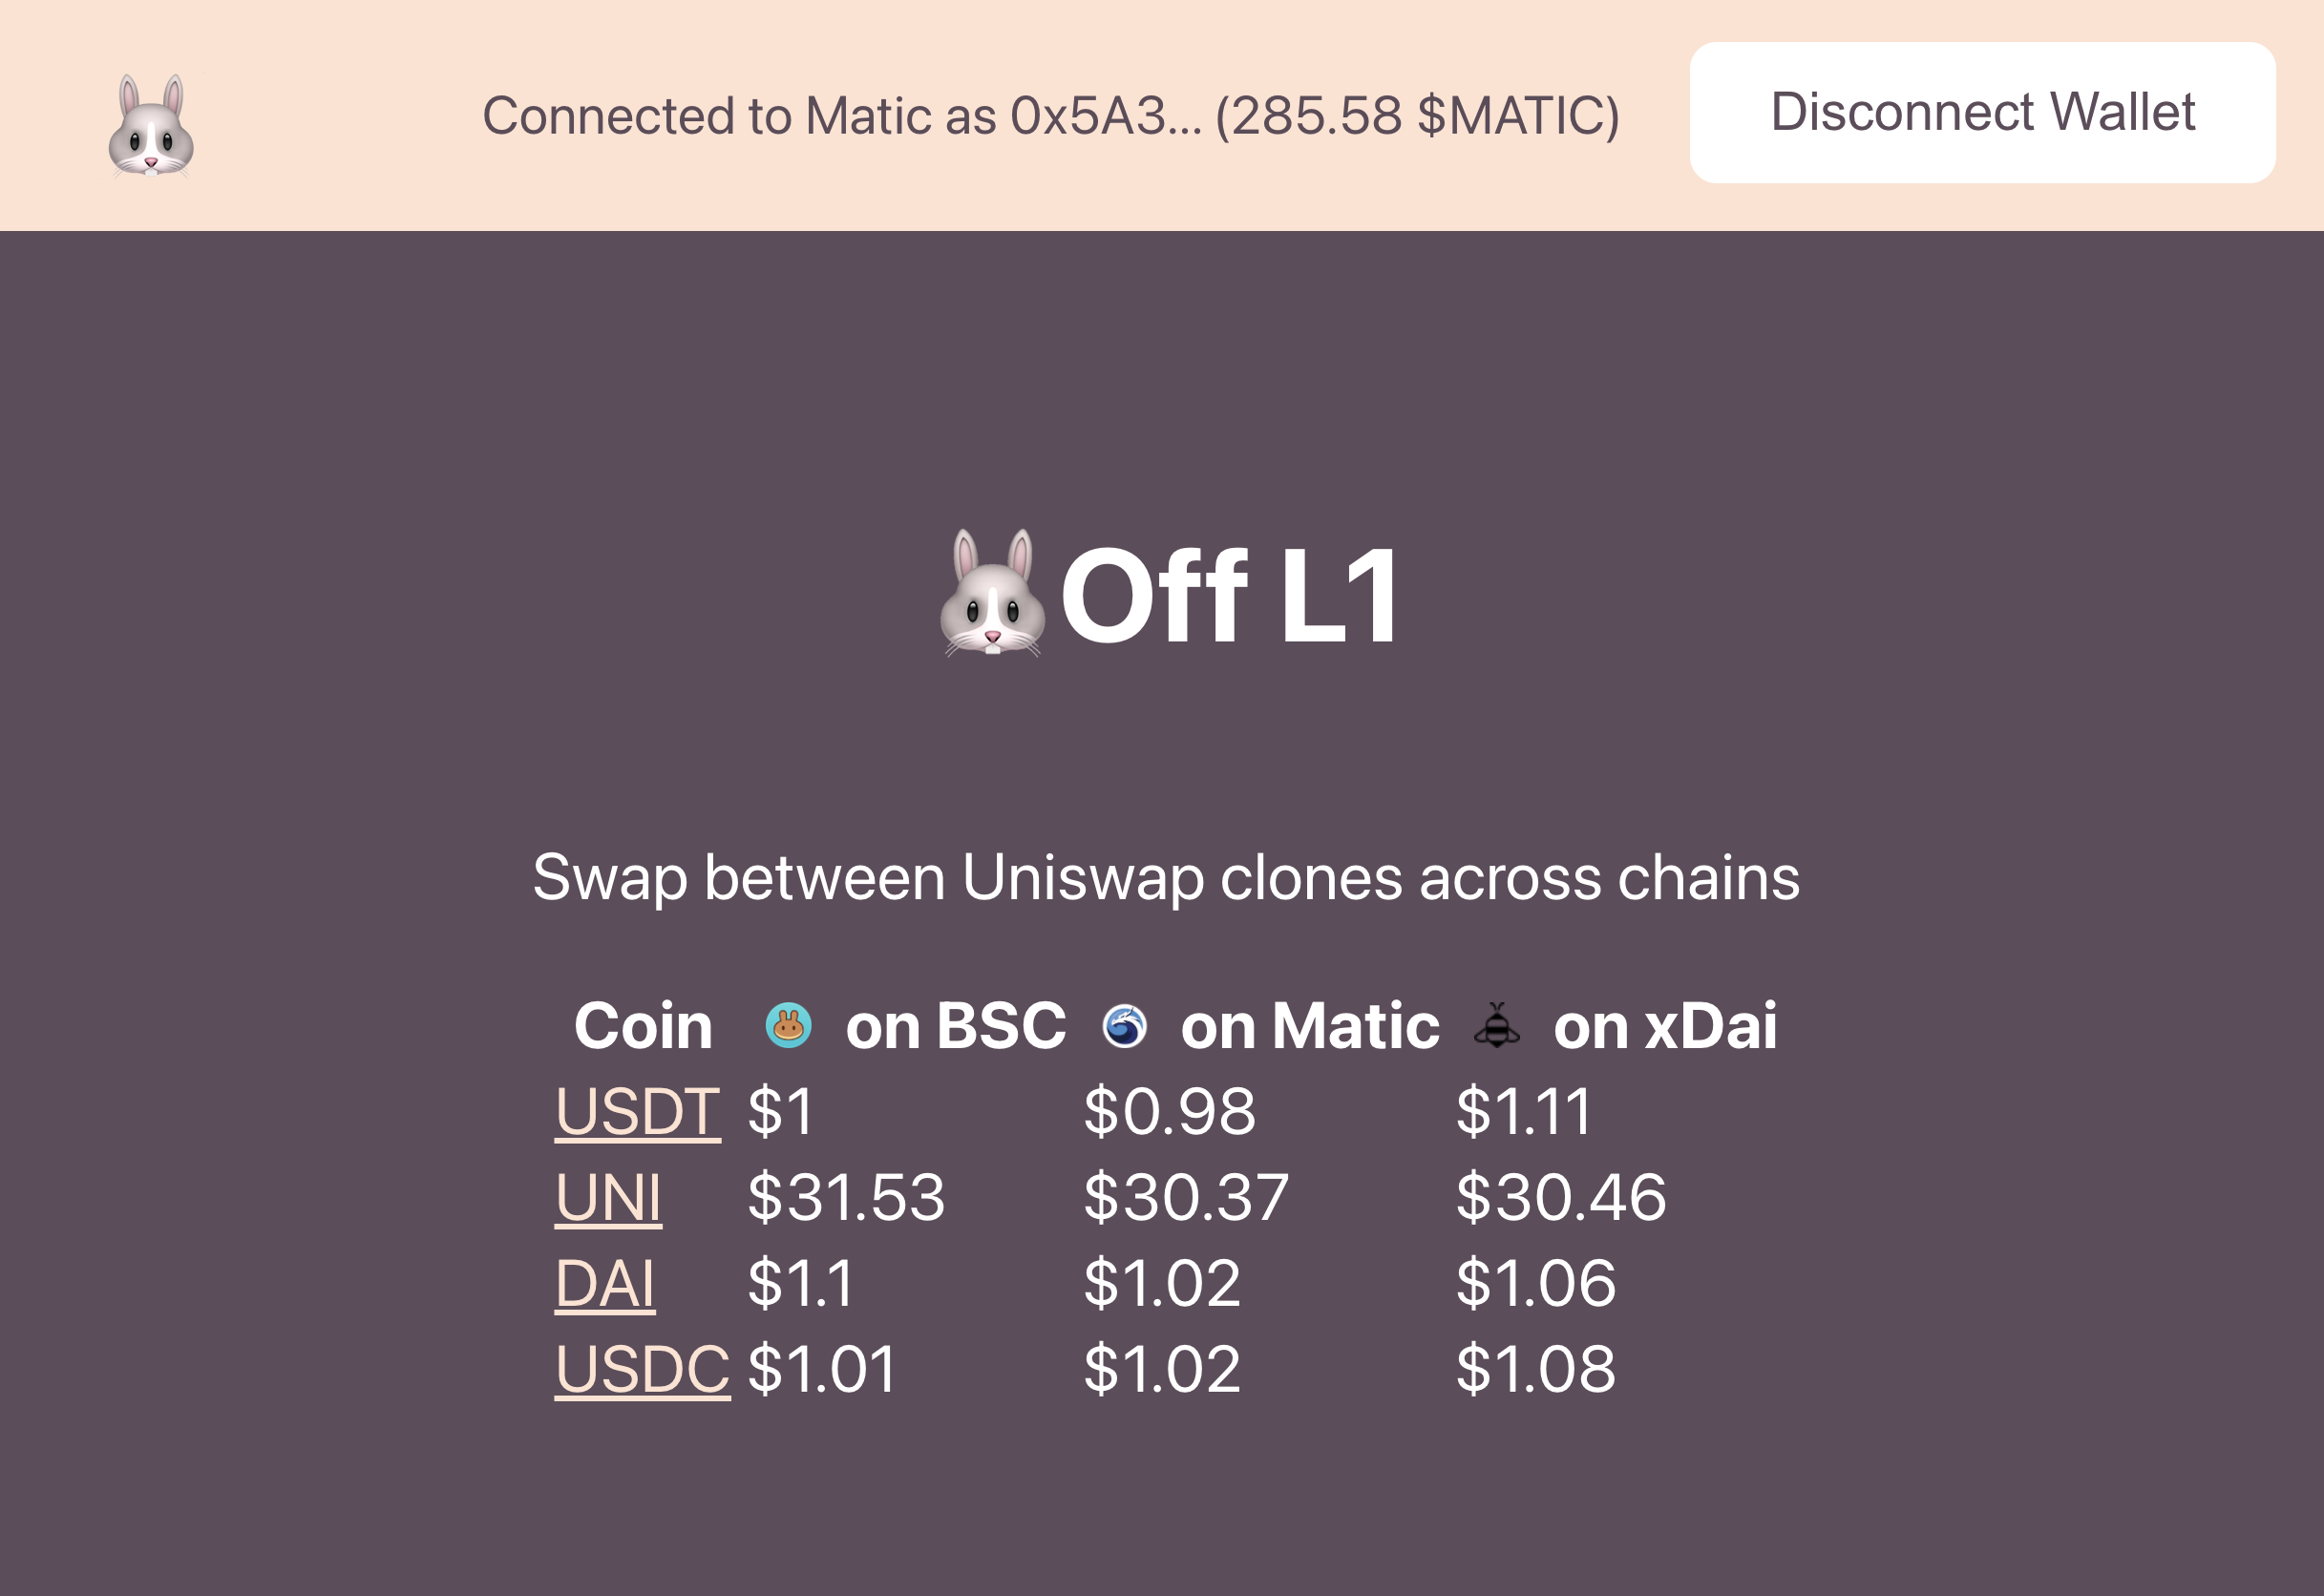 Connected to Matic as 0x5A3... (285.58 $MATIC) Disconnect Wallet
Off L1
Swap between Uniswap clones across chains
Coin on BSC on Matic on xDai
USDT $1 $0.98 $1.11
UNI $31.53 $30.37 $30.46
DAI $1.1 $1.02 $1.06
USDC $1.01 $1.02 $1.08